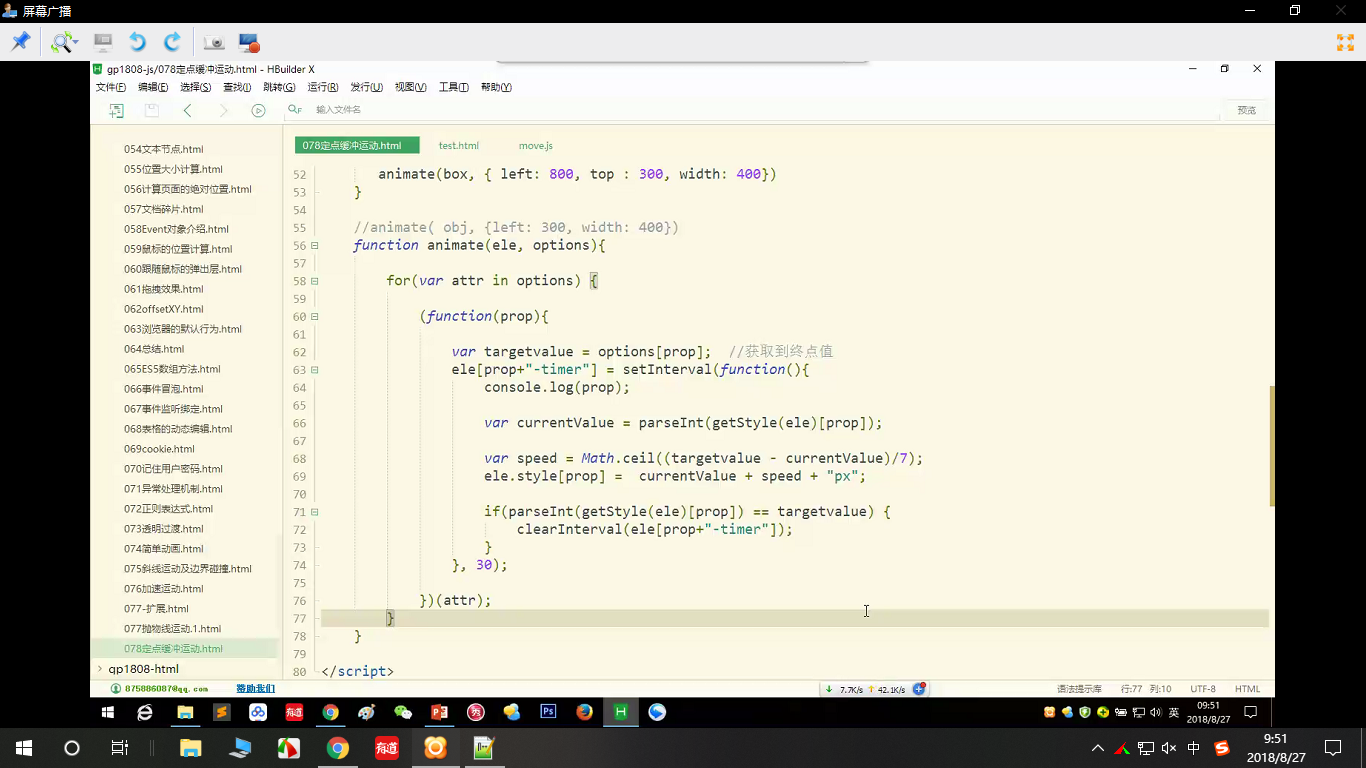 屏幕广播
gp1808-js/078定点缓冲运动.html - HBuilder X
文件(F) 编辑(E) 选择(S) 查找(I) 跳转(G) 运行(R) 发行(U) 视图(V) 工具(T) 帮助(Y)
输入文件名
预览
078定点缓冲运动.html
test.html
move.js
054文本节点.html
055位置大小计算.html
056计算页面的绝对位置.html
057文档碎片.html
058Event对象介绍.html
059鼠标的位置计算.html
060跟随鼠标的弹出层.html
061拖拽效果.html
062offsetXY.html
063浏览器的默认行为.html
064总结.html
065ES5数组方法.html
066事件冒泡.html
067事件监听绑定.html
068表格的动态编辑.html
069cookie.html
070记住用户密码.html
071异常处理机制.html
072正则表达式.html
073透明过渡.html
074简单动画.html
075斜线运动及边界碰撞.html
076加速运动.html
077-扩展.html
077抛物线运动.1.html
078定点缓冲运动.html
gp1808-html
52 animate(box, { left: 800, top : 300, width: 400})
53 }
54
55 //animate( obj, {left: 300, width: 400})
56 function animate(ele, options){
57
58 for(var attr in options) {
59
60 (function(prop){
61
62 var targetvalue = options[prop]; //获取到终点值
63 ele[prop+"-timer"] = setInterval(function(){
64 console.log(prop);
65
66 var currentValue = parseInt(getStyle(ele)[prop]);
67
68 var speed = Math.ceil((targetvalue - currentValue)/7);
69 ele.style[prop] = currentValue + speed + "px";
70
71 if(parseInt(getStyle(ele)[prop]) == targetvalue) {
72 clearInterval(ele[prop+"-timer"]);
73 }
74 }, 30);
75
76 })(attr);
77 }
78 }
79
80 </script>
875886087@qq.com
赞助我们
7.7K/s
42.1K/s
语法提示库
行:77 列:10
UTF-8
HTML
有道
英
09:51
2018/8/27
有道
中
9:51
2018/8/27